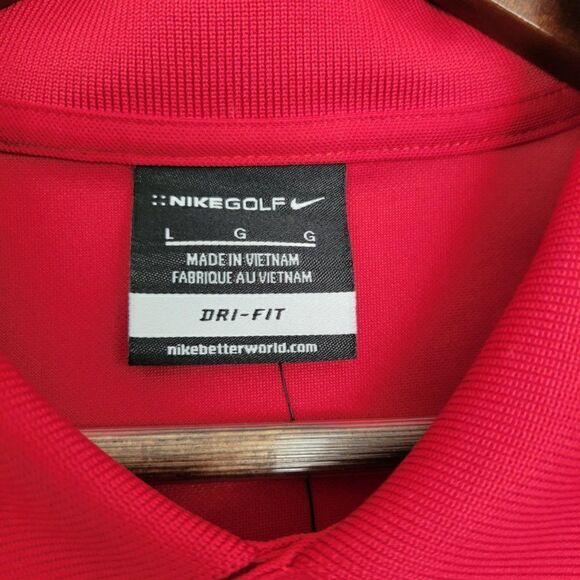 NIKEGOLF
L G G
MADE IN VIETNAM
FABRIQUE AU VIETNAM
DRI-FIT
nikebetterworld.com